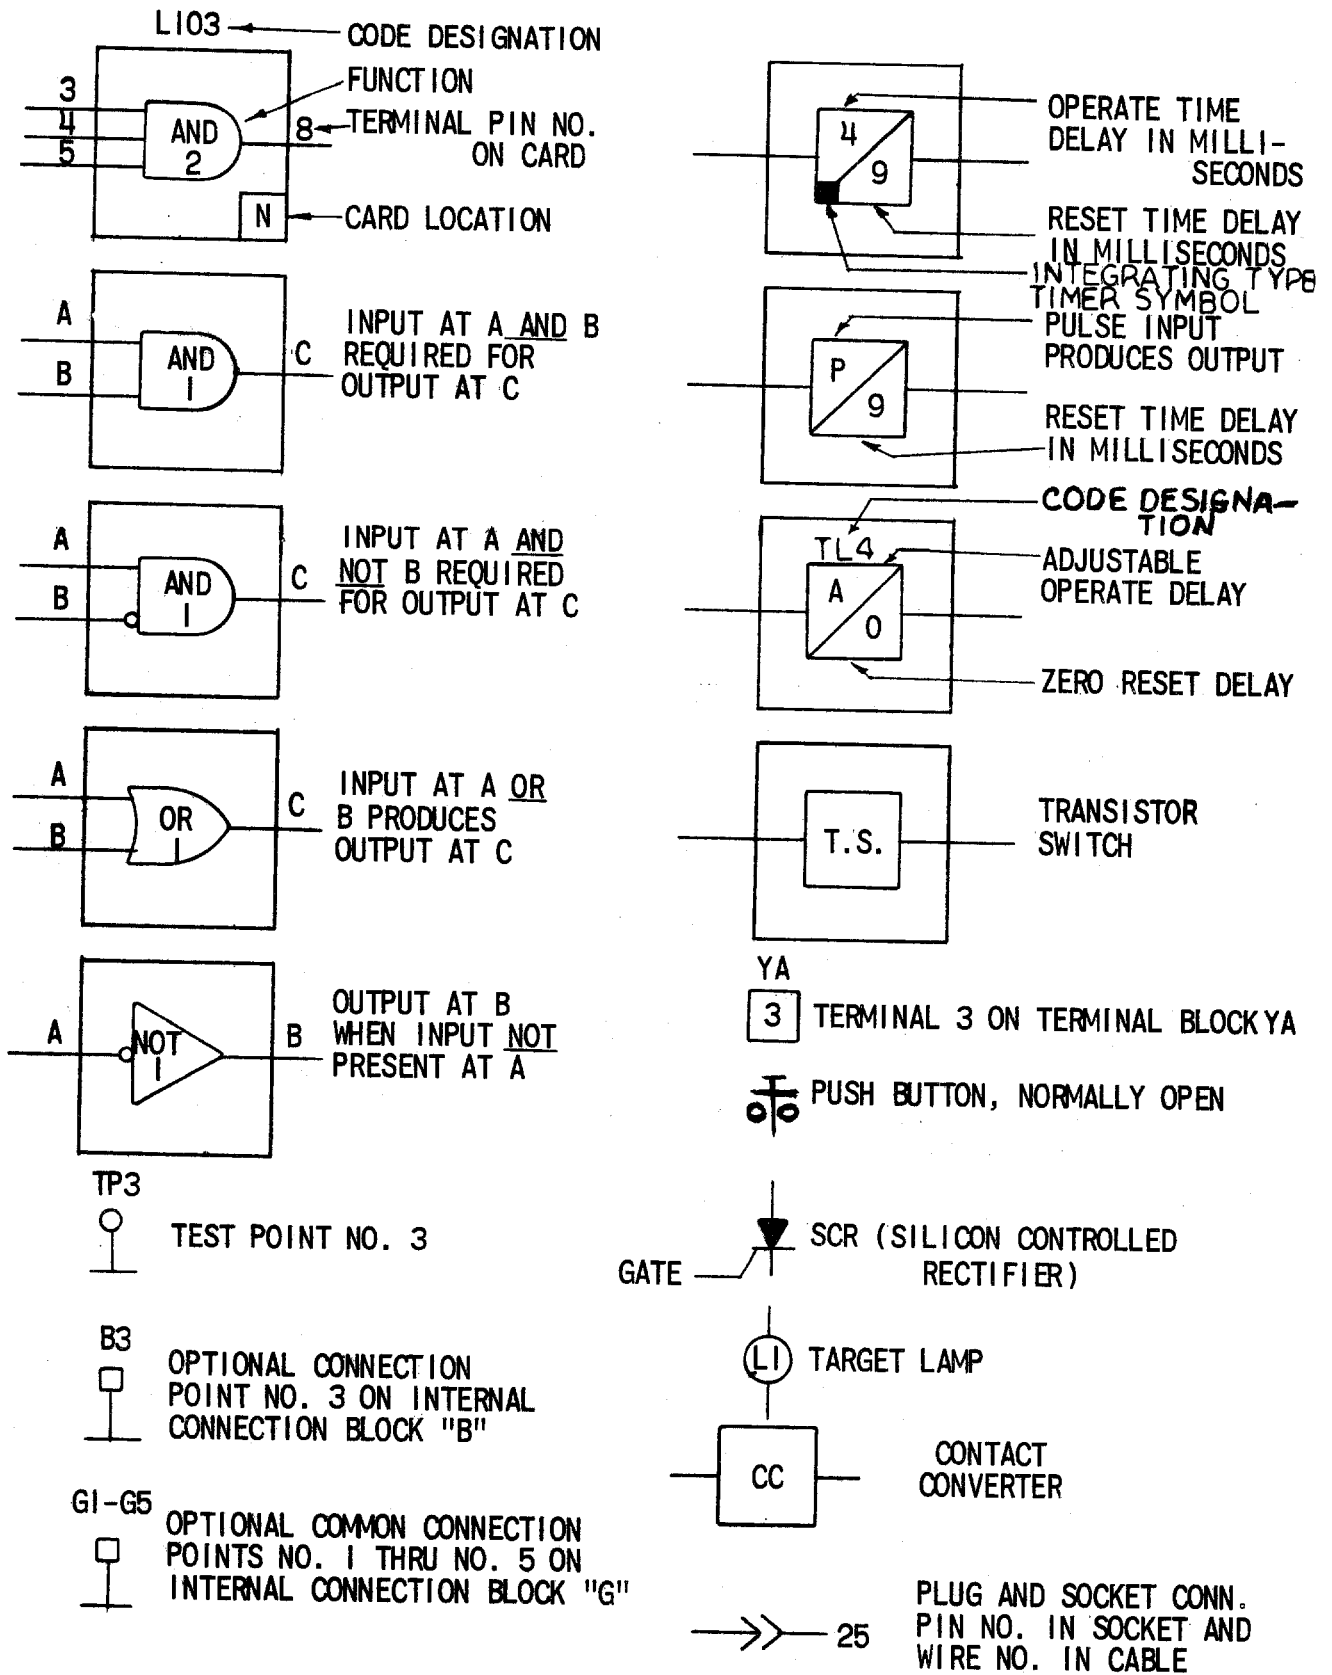 L103
CODE DESIGNATION
FUNCTION
3
4
5
AND
2
8
TERMINAL PIN NO.
ON CARD
N
CARD LOCATION
A
B
AND
1
C
INPUT AT A AND B
REQUIRED FOR
OUTPUT AT C
A
B
AND
1
C
INPUT AT A AND
NOT B REQUIRED
FOR OUTPUT AT C
A
B
OR
1
C
INPUT AT A OR
B PRODUCES
OUTPUT AT C
A
NOT
1
B
OUTPUT AT B
WHEN INPUT NOT
PRESENT AT A
TP3
TEST POINT NO. 3
B3
OPTIONAL CONNECTION
POINT NO. 3 ON INTERNAL
CONNECTION BLOCK "B"
G1-G5
OPTIONAL COMMON CONNECTION
POINTS NO. 1 THRU NO. 5 ON
INTERNAL CONNECTION BLOCK "G"
4
9
OPERATE TIME
DELAY IN MILLI-
SECONDS
RESET TIME DELAY
IN MILLISECONDS
INTEGRATING TYPE
TIMER SYMBOL
P
9
PULSE INPUT
PRODUCES OUTPUT
RESET TIME DELAY
IN MILLISECONDS
CODE DESIGNA-
TION
TL4
A
0
ADJUSTABLE
OPERATE DELAY
ZERO RESET DELAY
T.S.
TRANSISTOR
SWITCH
YA
3
TERMINAL 3 ON TERMINAL BLOCK YA
PUSH BUTTON, NORMALLY OPEN
GATE
SCR (SILICON CONTROLLED
RECTIFIER)
L1
TARGET LAMP
CC
CONTACT
CONVERTER
25
PLUG AND SOCKET CONN.
PIN NO. IN SOCKET AND
WIRE NO. IN CABLE